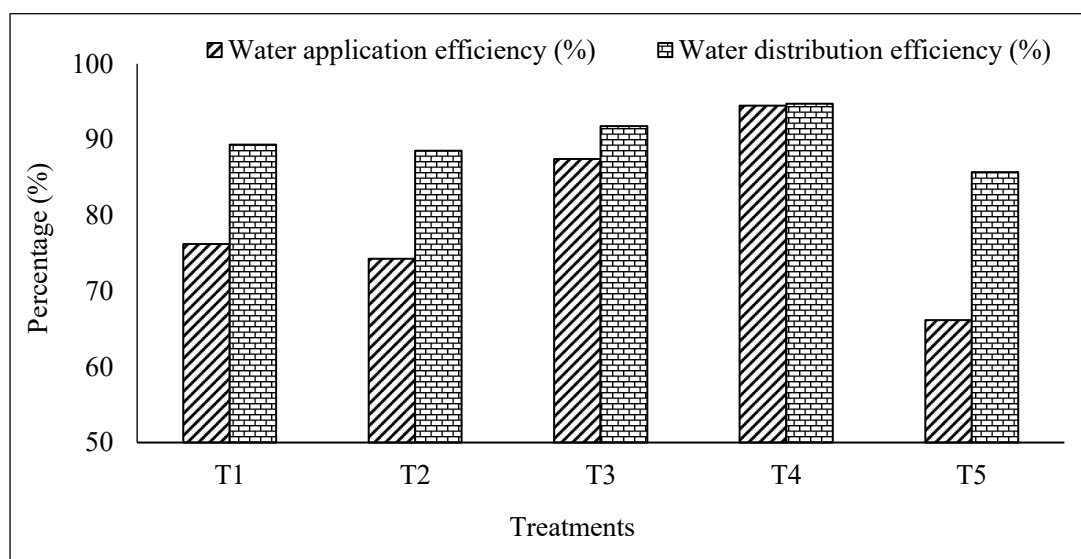 Water application efficiency (%) Water distribution efficiency (%)
100
90
80
70
60
50
Percentage (%)
T1 T2 T3 T4 T5
Treatments